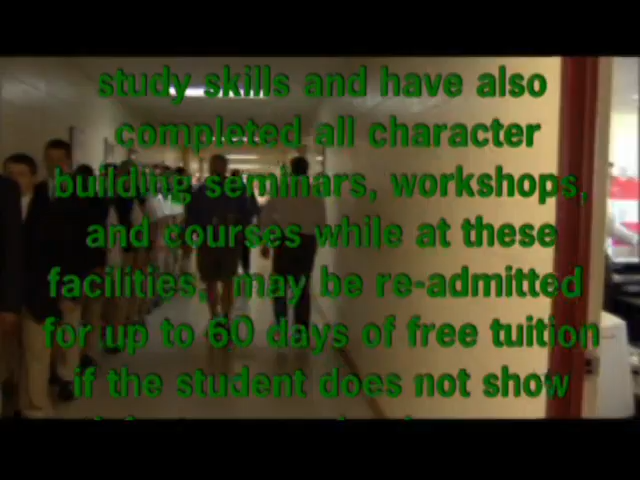 study skills and have also
completed all character
building seminars, workshops,
and courses while at these
facilities, may be re-admitted
for up to 60 days of free tuition
if the student does not show